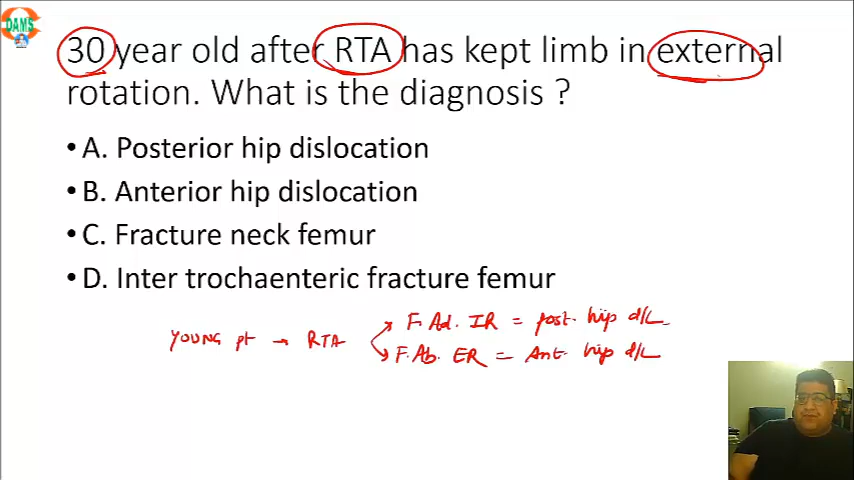 DAMS
30 year old after RTA has kept limb in external
rotation. What is the diagnosis ?
• A. Posterior hip dislocation
• B. Anterior hip dislocation
• C. Fracture neck femur
• D. Inter trochaenteric fracture femur
F. Ad. IR = post. hip d/L
YOUNG pt → RTA
F. Ab. ER = Ant. hip d/L